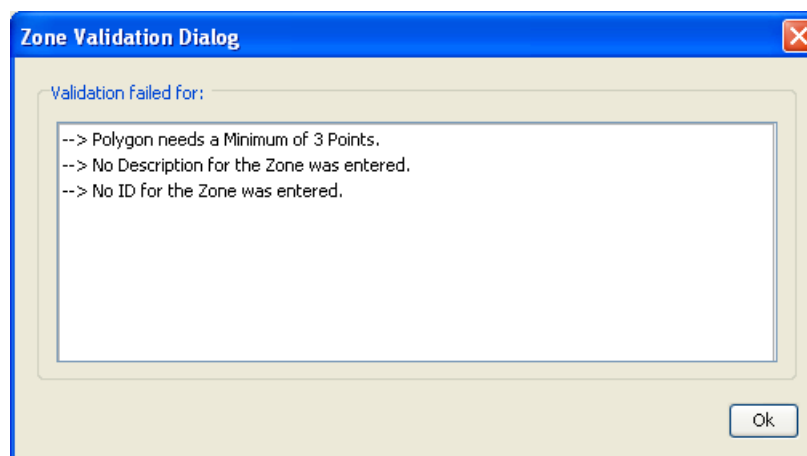 Zone Validation Dialog
Validation failed for:
--> Polygon needs a Minimum of 3 Points.
--> No Description for the Zone was entered.
--> No ID for the Zone was entered.
Ok